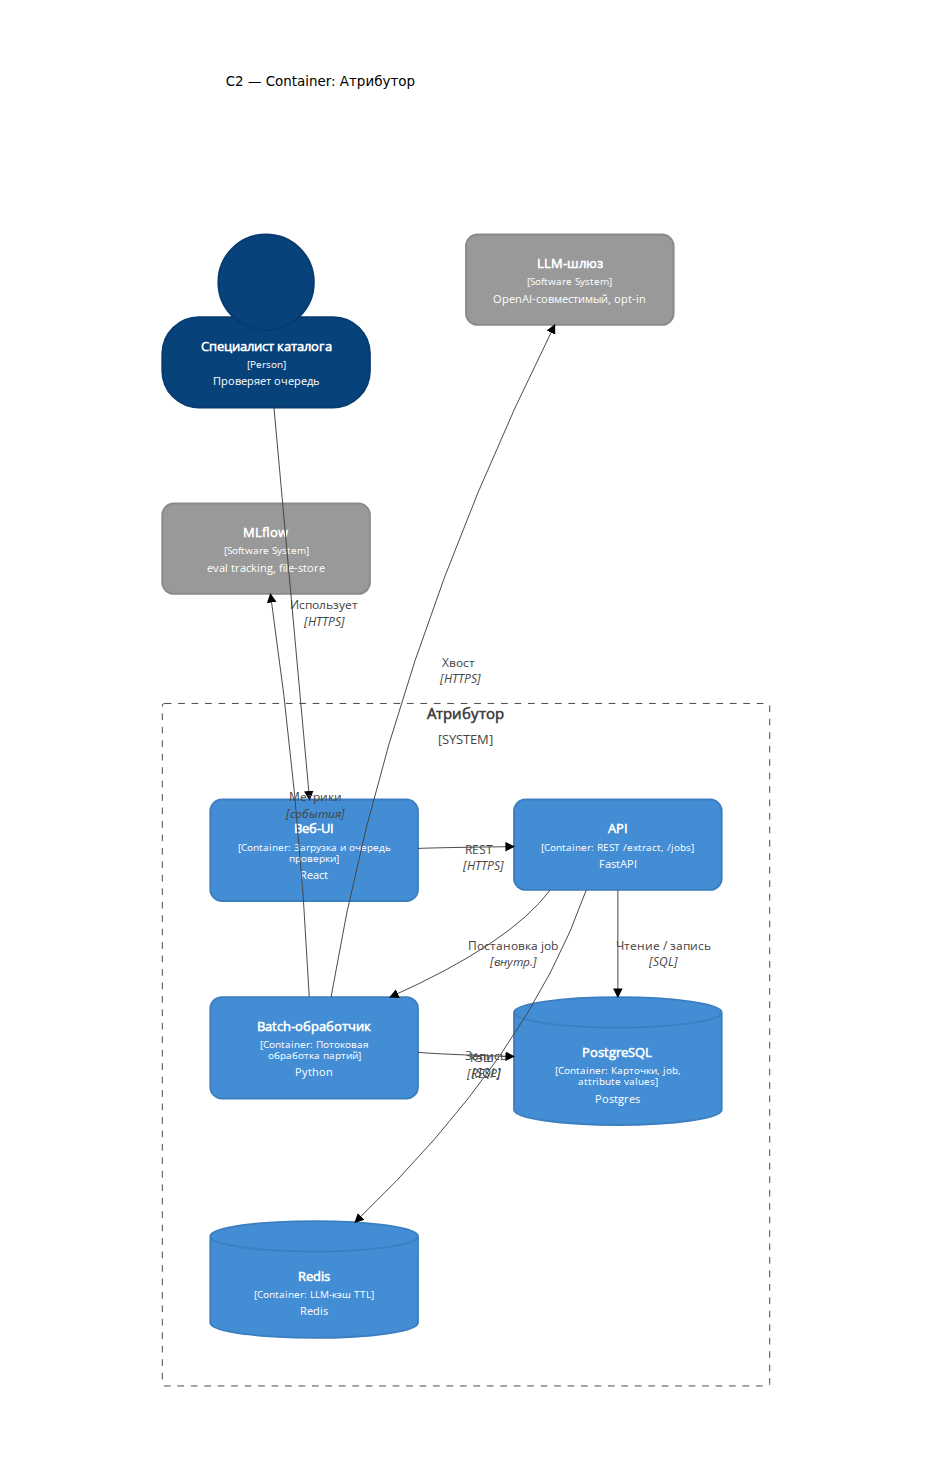 C2 — Container: Атрибутор
LLM-шлюз
[Software System]
OpenAI-совместимый, opt-in
Специалист каталога
[Person]
Проверяет очередь
MLflow
[Software System]
eval tracking, file-store
Использует
[HTTPS]
Хвост
[HTTPS]
Атрибутор
[SYSTEM]
Метрики
[события]
Веб-UI
[Container: Загрузка и очередь
проверки]
React
REST
[HTTPS]
API
[Container: REST /extract, /jobs]
FastAPI
Постановка job
[внутр.]
Чтение / запись
[SQL]
Batch-обработчик
[Container: Потоковая
обработка партий]
Python
Запись
[SQL]
Кэш
PostgreSQL
[Container: Карточки, job,
attribute values]
Postgres
Redis
[Container: LLM-кэш TTL]
Redis